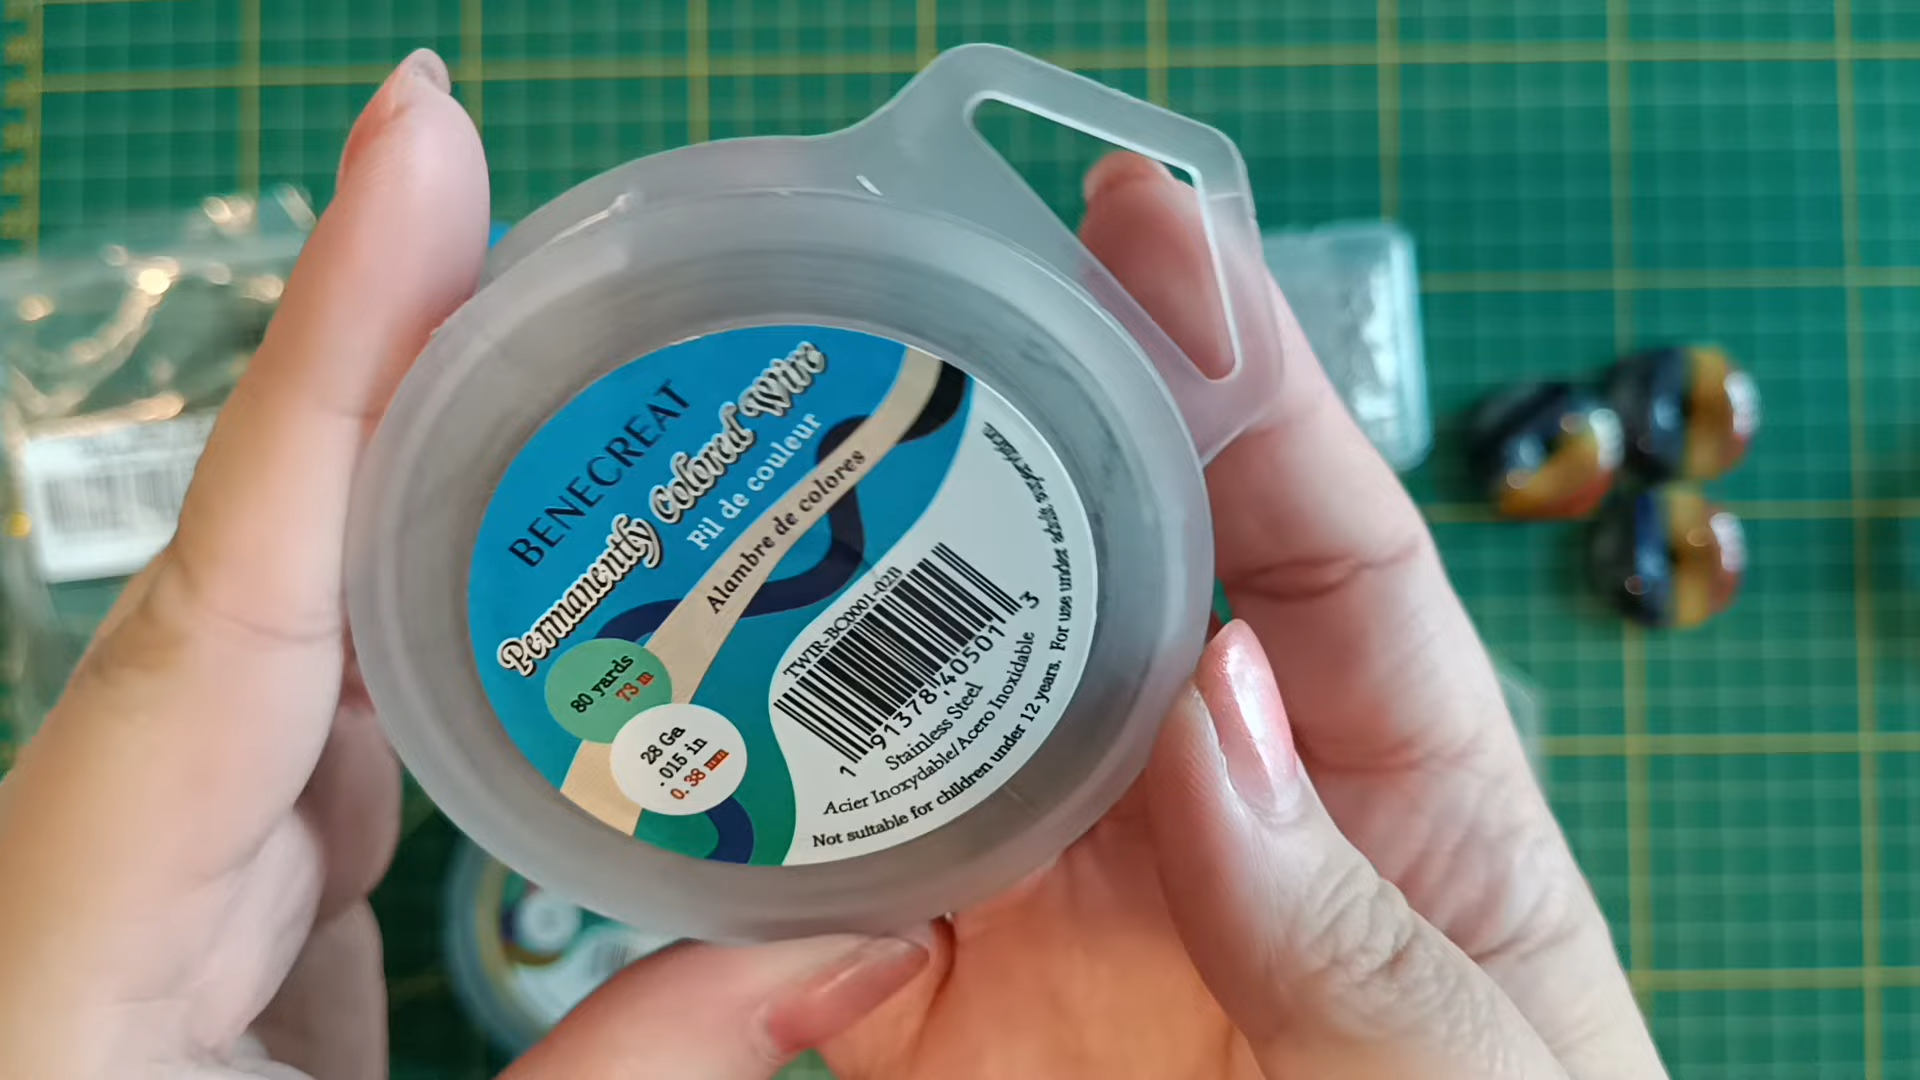 BENECREAT
Permanently Colored Wire
Fil de couleur
Alambre de colores
80 yards
73 m
28 Ga
.015 in
0.38 mm
TWIR-BC0001-02B
1 91378 40501 3
Stainless Steel
Acier Inoxydable/Acero Inoxidable
Not suitable for children under 12 years. For use under adult supervision.